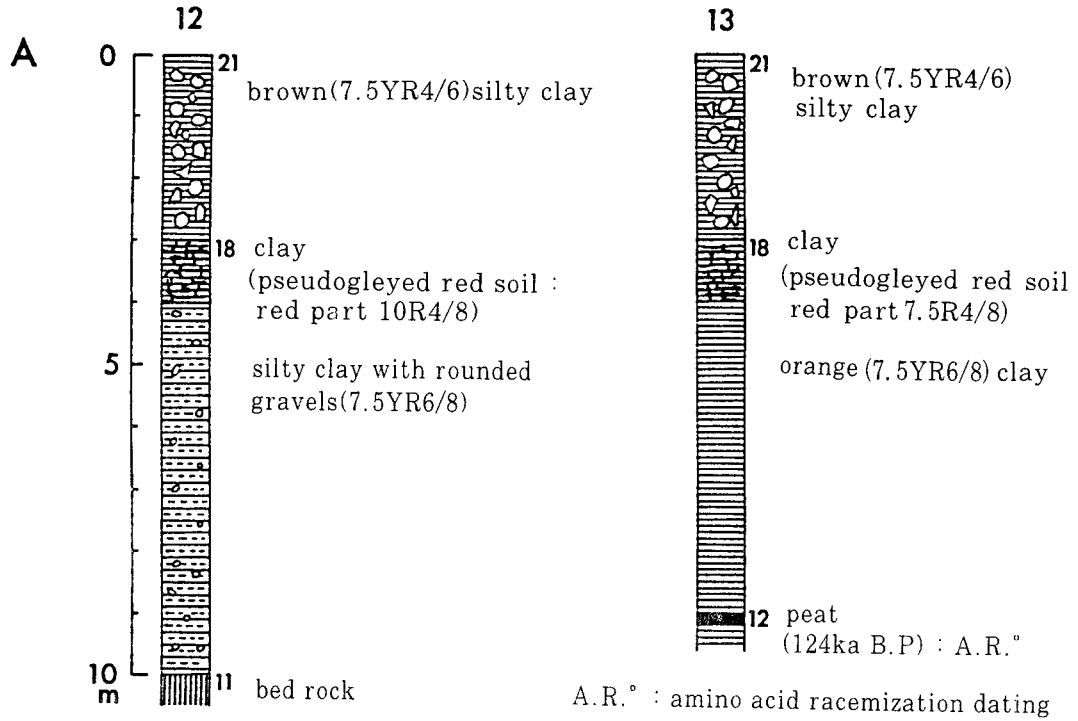 A
12
13
0
5
10
m
21
brown(7.5YR4/6)silty clay
18 clay
(pseudogleyed red soil :
red part 10R4/8)
silty clay with rounded
gravels(7.5YR6/8)
11 bed rock
21
brown(7.5YR4/6)
silty clay
18 clay
(pseudogleyed red soil
red part 7.5R4/8)
orange (7.5YR6/8) clay
12 peat
(124ka B.P) : A.R.°
A.R.° : amino acid racemization dating